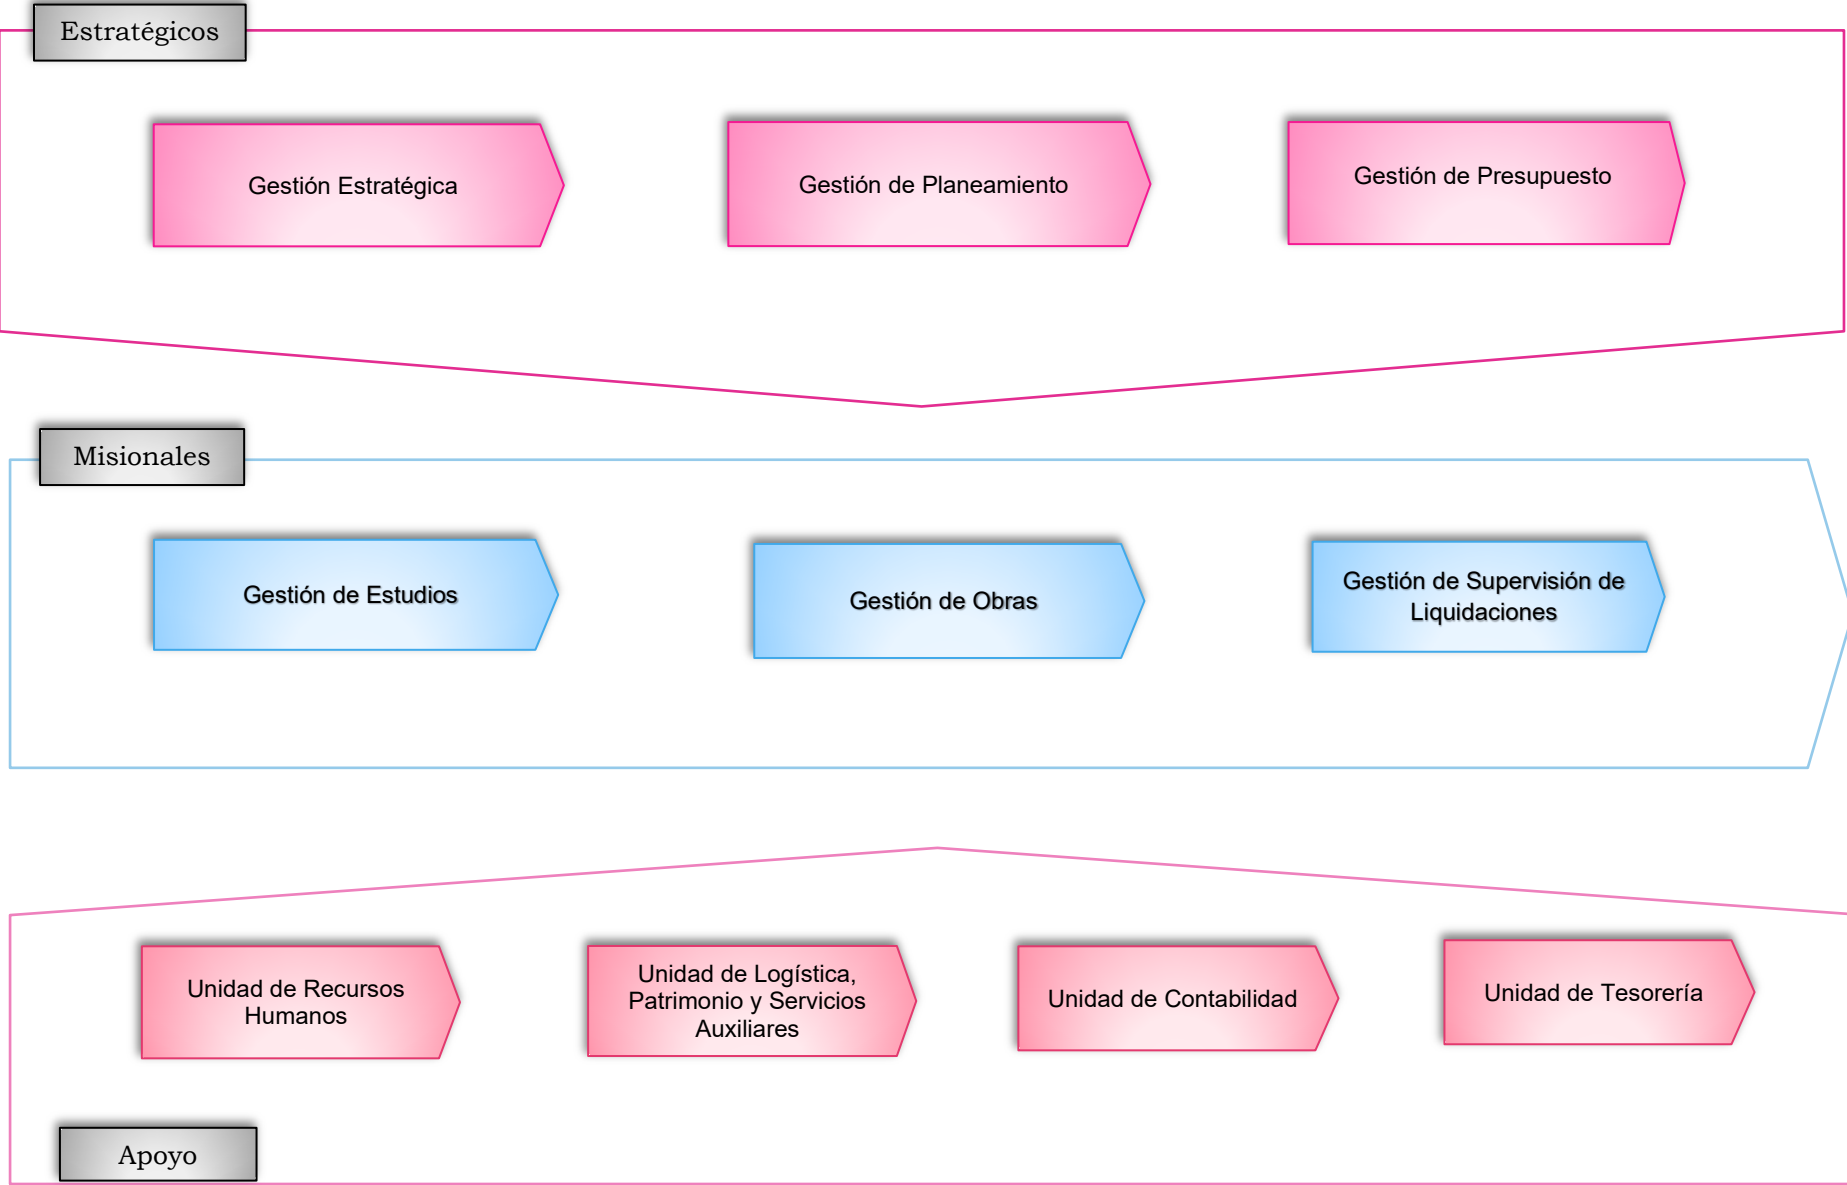 Estratégicos
Gestión Estratégica
Gestión de Planeamiento
Gestión de Presupuesto
Misionales
Gestión de Estudios
Gestión de Obras
Gestión de Supervisión de
Liquidaciones
Unidad de Recursos
Humanos
Unidad de Logística,
Patrimonio y Servicios
Auxiliares
Unidad de Contabilidad
Unidad de Tesorería
Apoyo